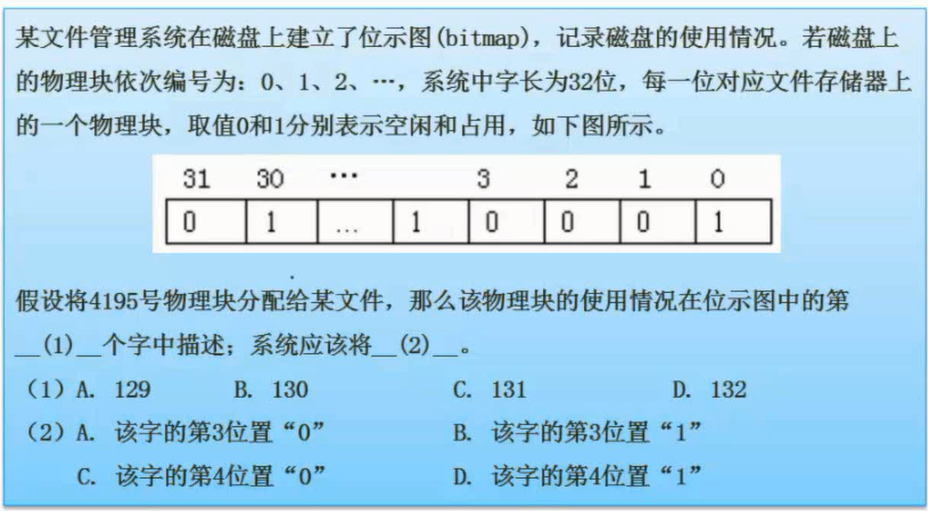 某文件管理系统在磁盘上建立了位示图(bitmap)，记录磁盘的使用情况。若磁盘上
的物理块依次编号为：0、1、2、…，系统中字长为32位，每一位对应文件存储器上
的一个物理块，取值0和1分别表示空闲和占用，如下图所示。
31 30 … 3 2 1 0
0 1 ... 1 0 0 0 1
假设将4195号物理块分配给某文件，那么该物理块的使用情况在位示图中的第
__(1)__个字中描述；系统应该将__(2)__。
（1）A. 129 B. 130 C. 131 D. 132
（2）A. 该字的第3位置“0” B. 该字的第3位置“1”
C. 该字的第4位置“0” D. 该字的第4位置“1”